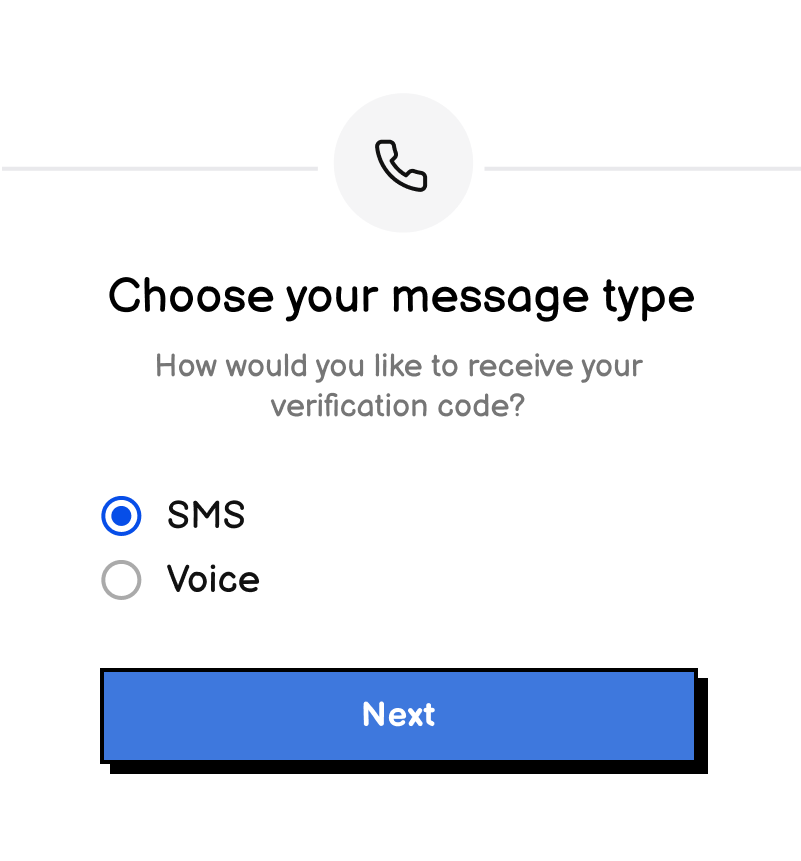 Choose your message type
How would you like to receive your
verification code?
SMS
Voice
Next